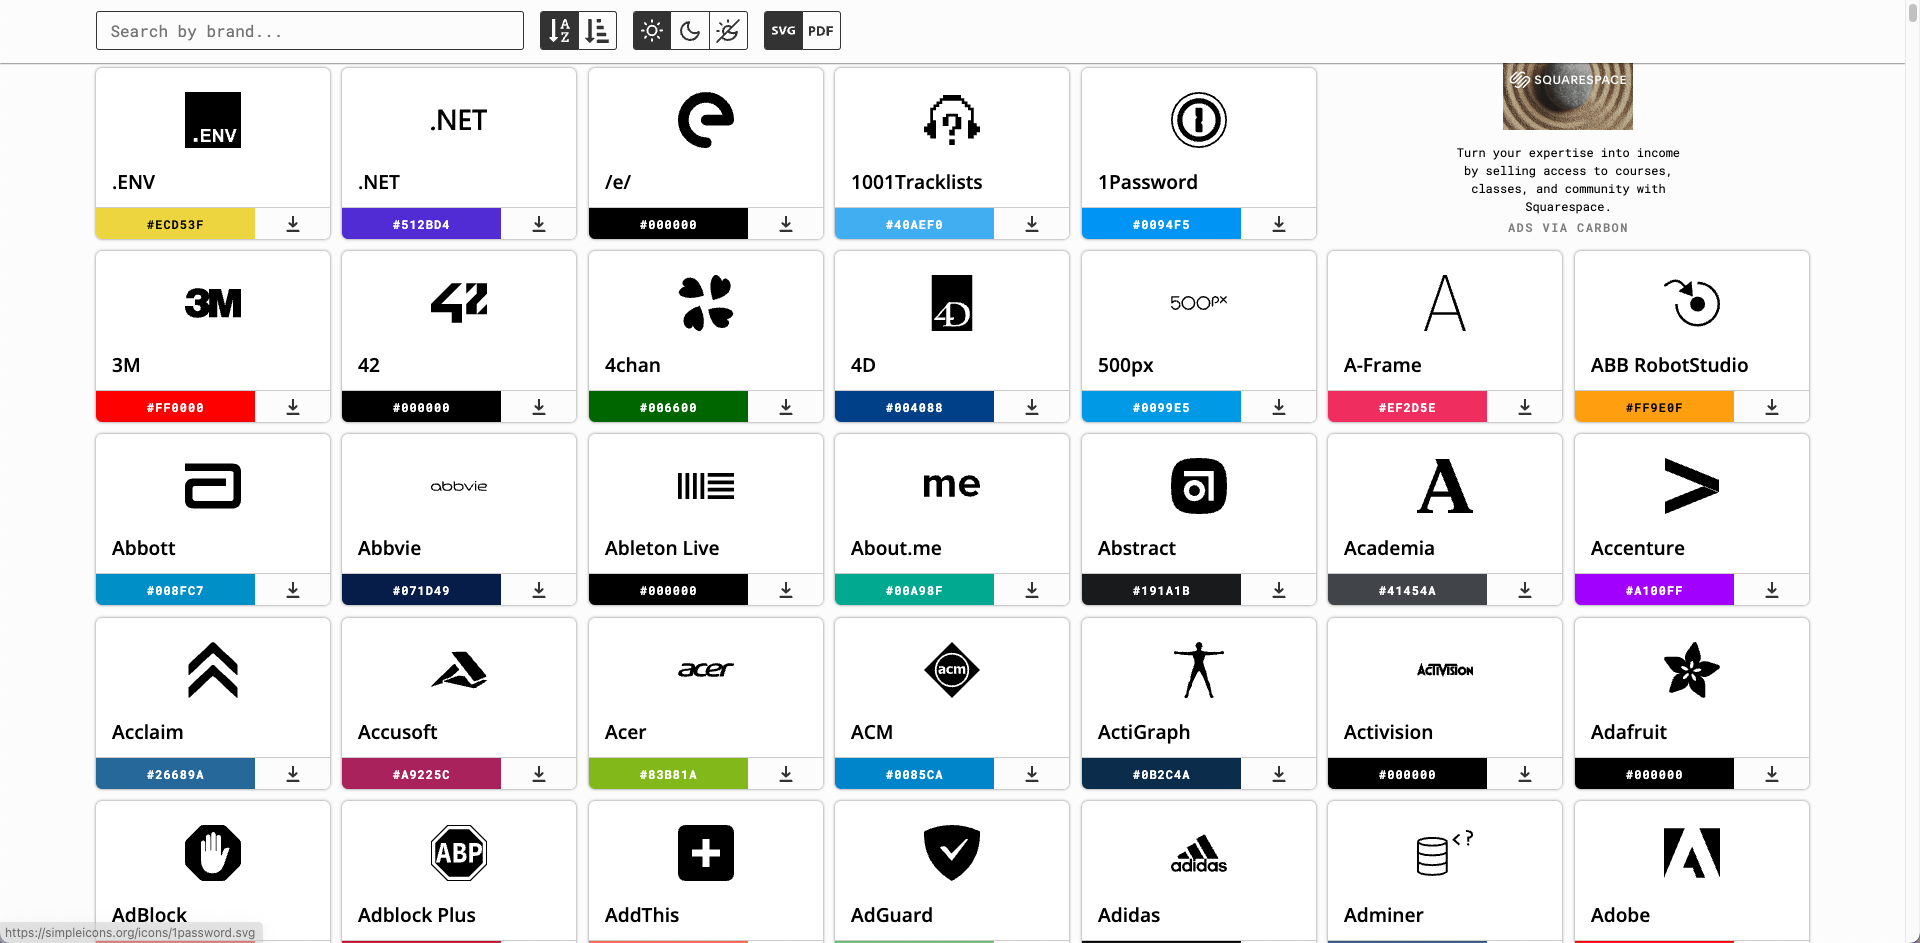 Search by brand...
A
Z
SVG
PDF
.ENV
.ENV
#ECD53F
.NET
.NET
#512BD4
/e/
#000000
?
1001Tracklists
#40AEF0
1Password
#0094F5
SQUARESPACE
Turn your expertise into income
by selling access to courses,
classes, and community with
Squarespace.
ADS VIA CARBON
3M
3M
#FF0000
42
42
#000000
4chan
#006600
4D
4D
#004088
500px
500px
#0099E5
A
A-Frame
#EF2D5E
ABB RobotStudio
#FF9E0F
Abbott
#008FC7
abbvie
Abbvie
#071D49
Ableton Live
#000000
me
About.me
#00A98F
Abstract
#191A1B
A
Academia
#41454A
Accenture
#A100FF
Acclaim
#26689A
Accusoft
#A9225C
acer
Acer
#83B81A
acm
ACM
#0085CA
ActiGraph
#0B2C4A
ACTIVISION
Activision
#000000
Adafruit
#000000
AdBlock
ABP
Adblock Plus
AddThis
AdGuard
adidas
Adidas
<?
Adminer
Adobe
https://simpleicons.org/icons/1password.svg